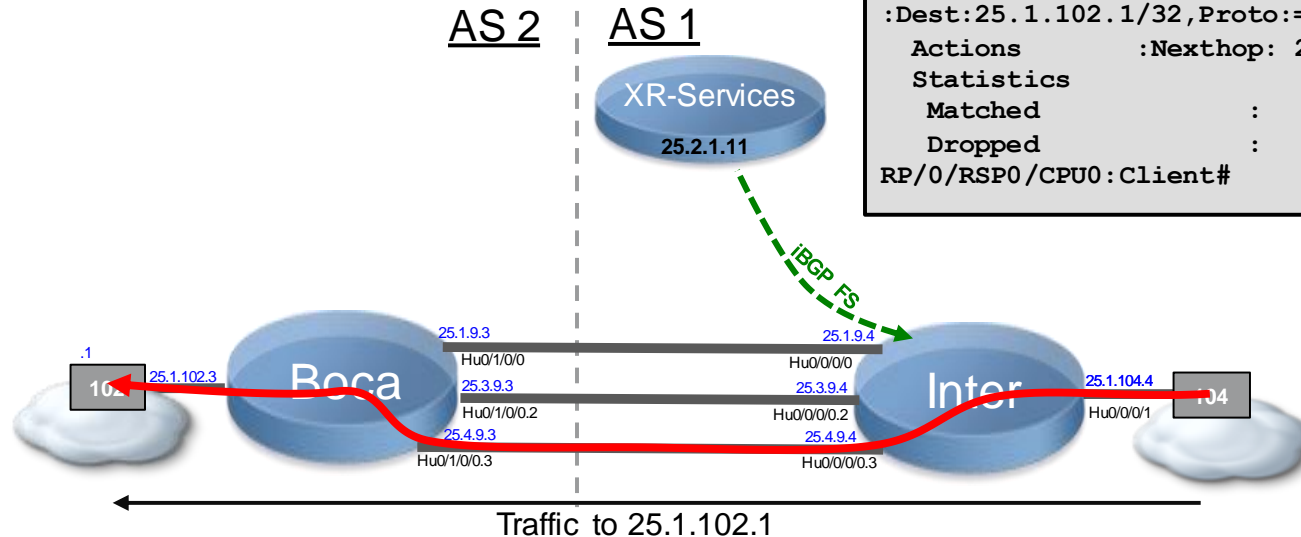 AS 2
AS 1
:Dest:25.1.102.1/32,Proto:=
Actions :Nexthop: 2
Statistics
Matched :
Dropped :
RP/0/RSP0/CPU0:Client#
XR-Services
25.2.1.11
iBGP FS
25.1.9.3
25.1.9.4
Hu0/1/0/0
Hu0/0/0/0
.1
102
25.1.102.3
Boca
25.3.9.3
25.3.9.4
Hu0/1/0/0.2
Hu0/0/0/0.2
Inter
25.1.104.4
104
Hu0/0/0/1
25.4.9.3
25.4.9.4
Hu0/1/0/0.3
Hu0/0/0/0.3
Traffic to 25.1.102.1